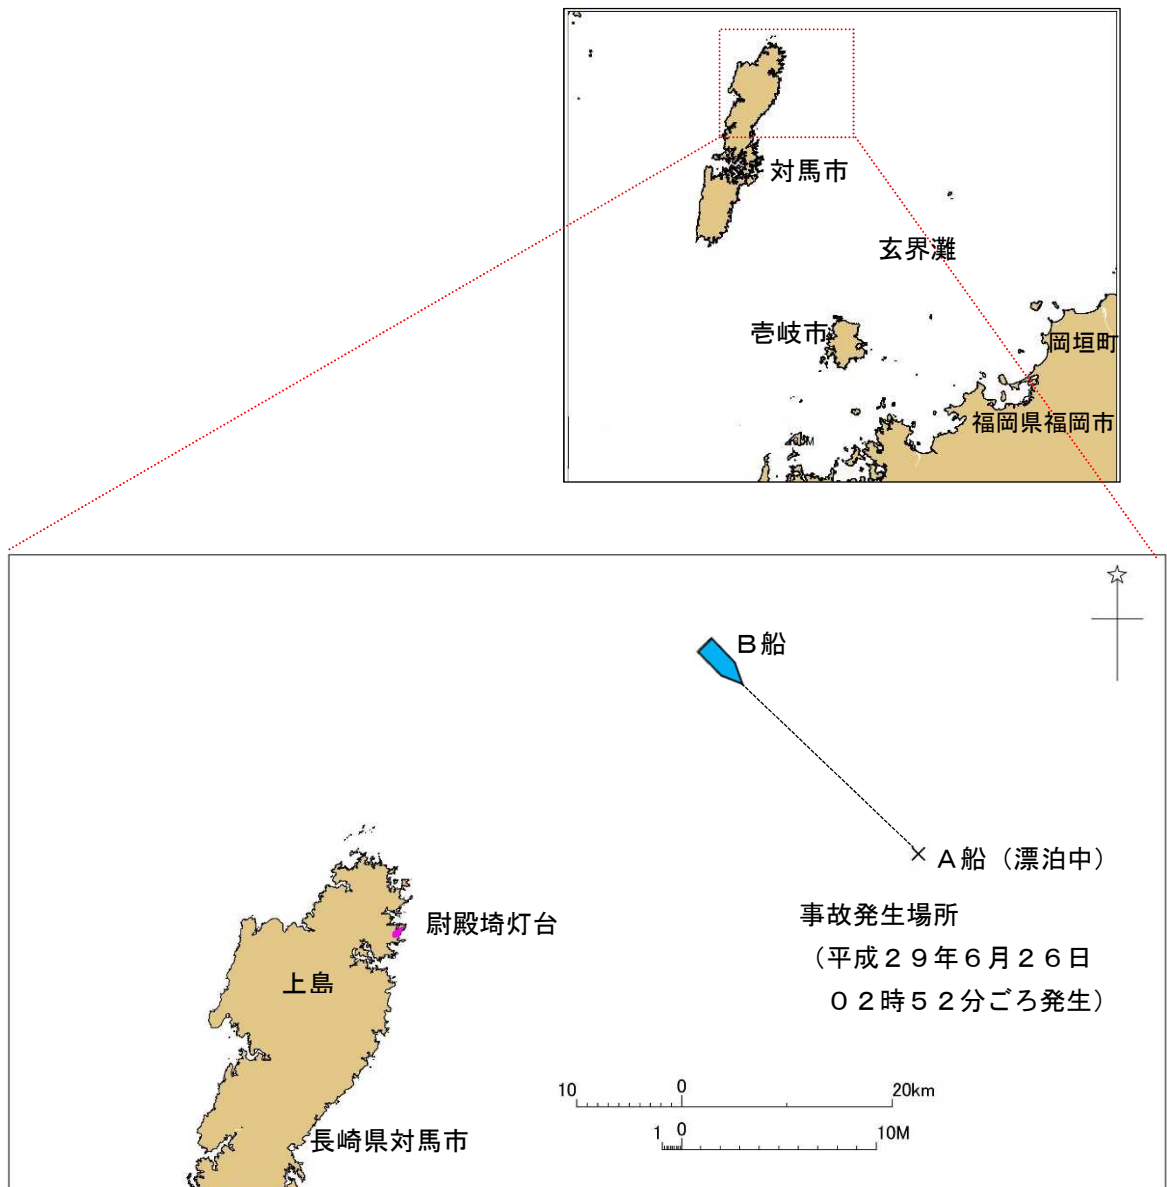 対馬市
玄界灘
壱岐市
岡垣町
福岡県福岡市
B船
A船（漂泊中）
尉殿埼灯台
事故発生場所
（平成２９年６月２６日
０２時５２分ごろ発生）
上島
10 0 20km
1 0 10M
長崎県対馬市